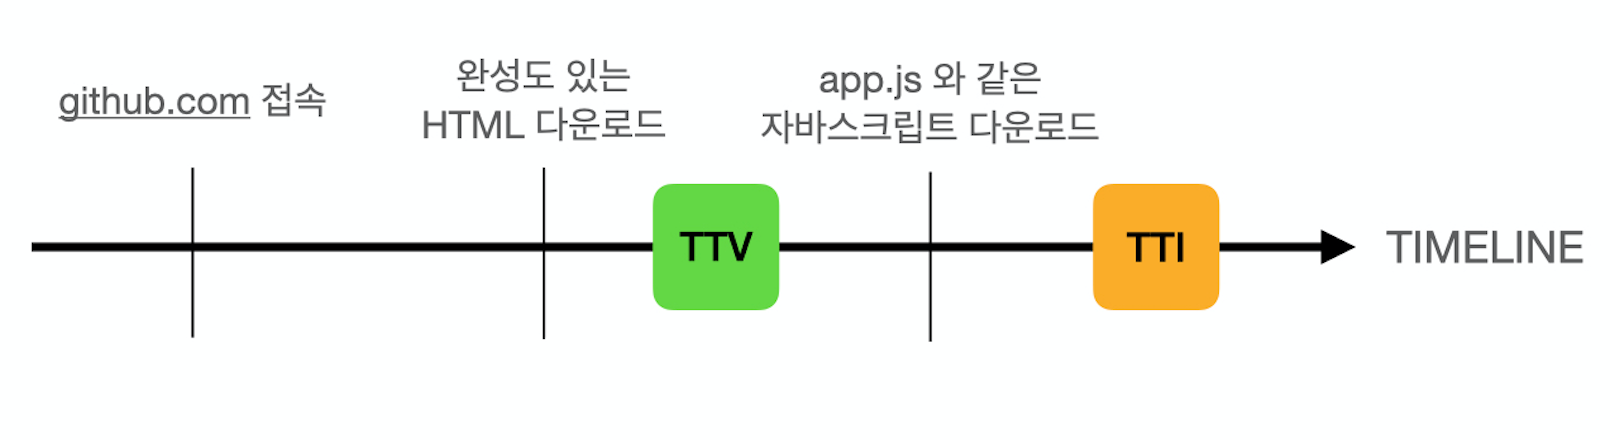 github.com 접속
완성도 있는
HTML 다운로드
app.js 와 같은
자바스크립트 다운로드
TTV
TTI
TIMELINE